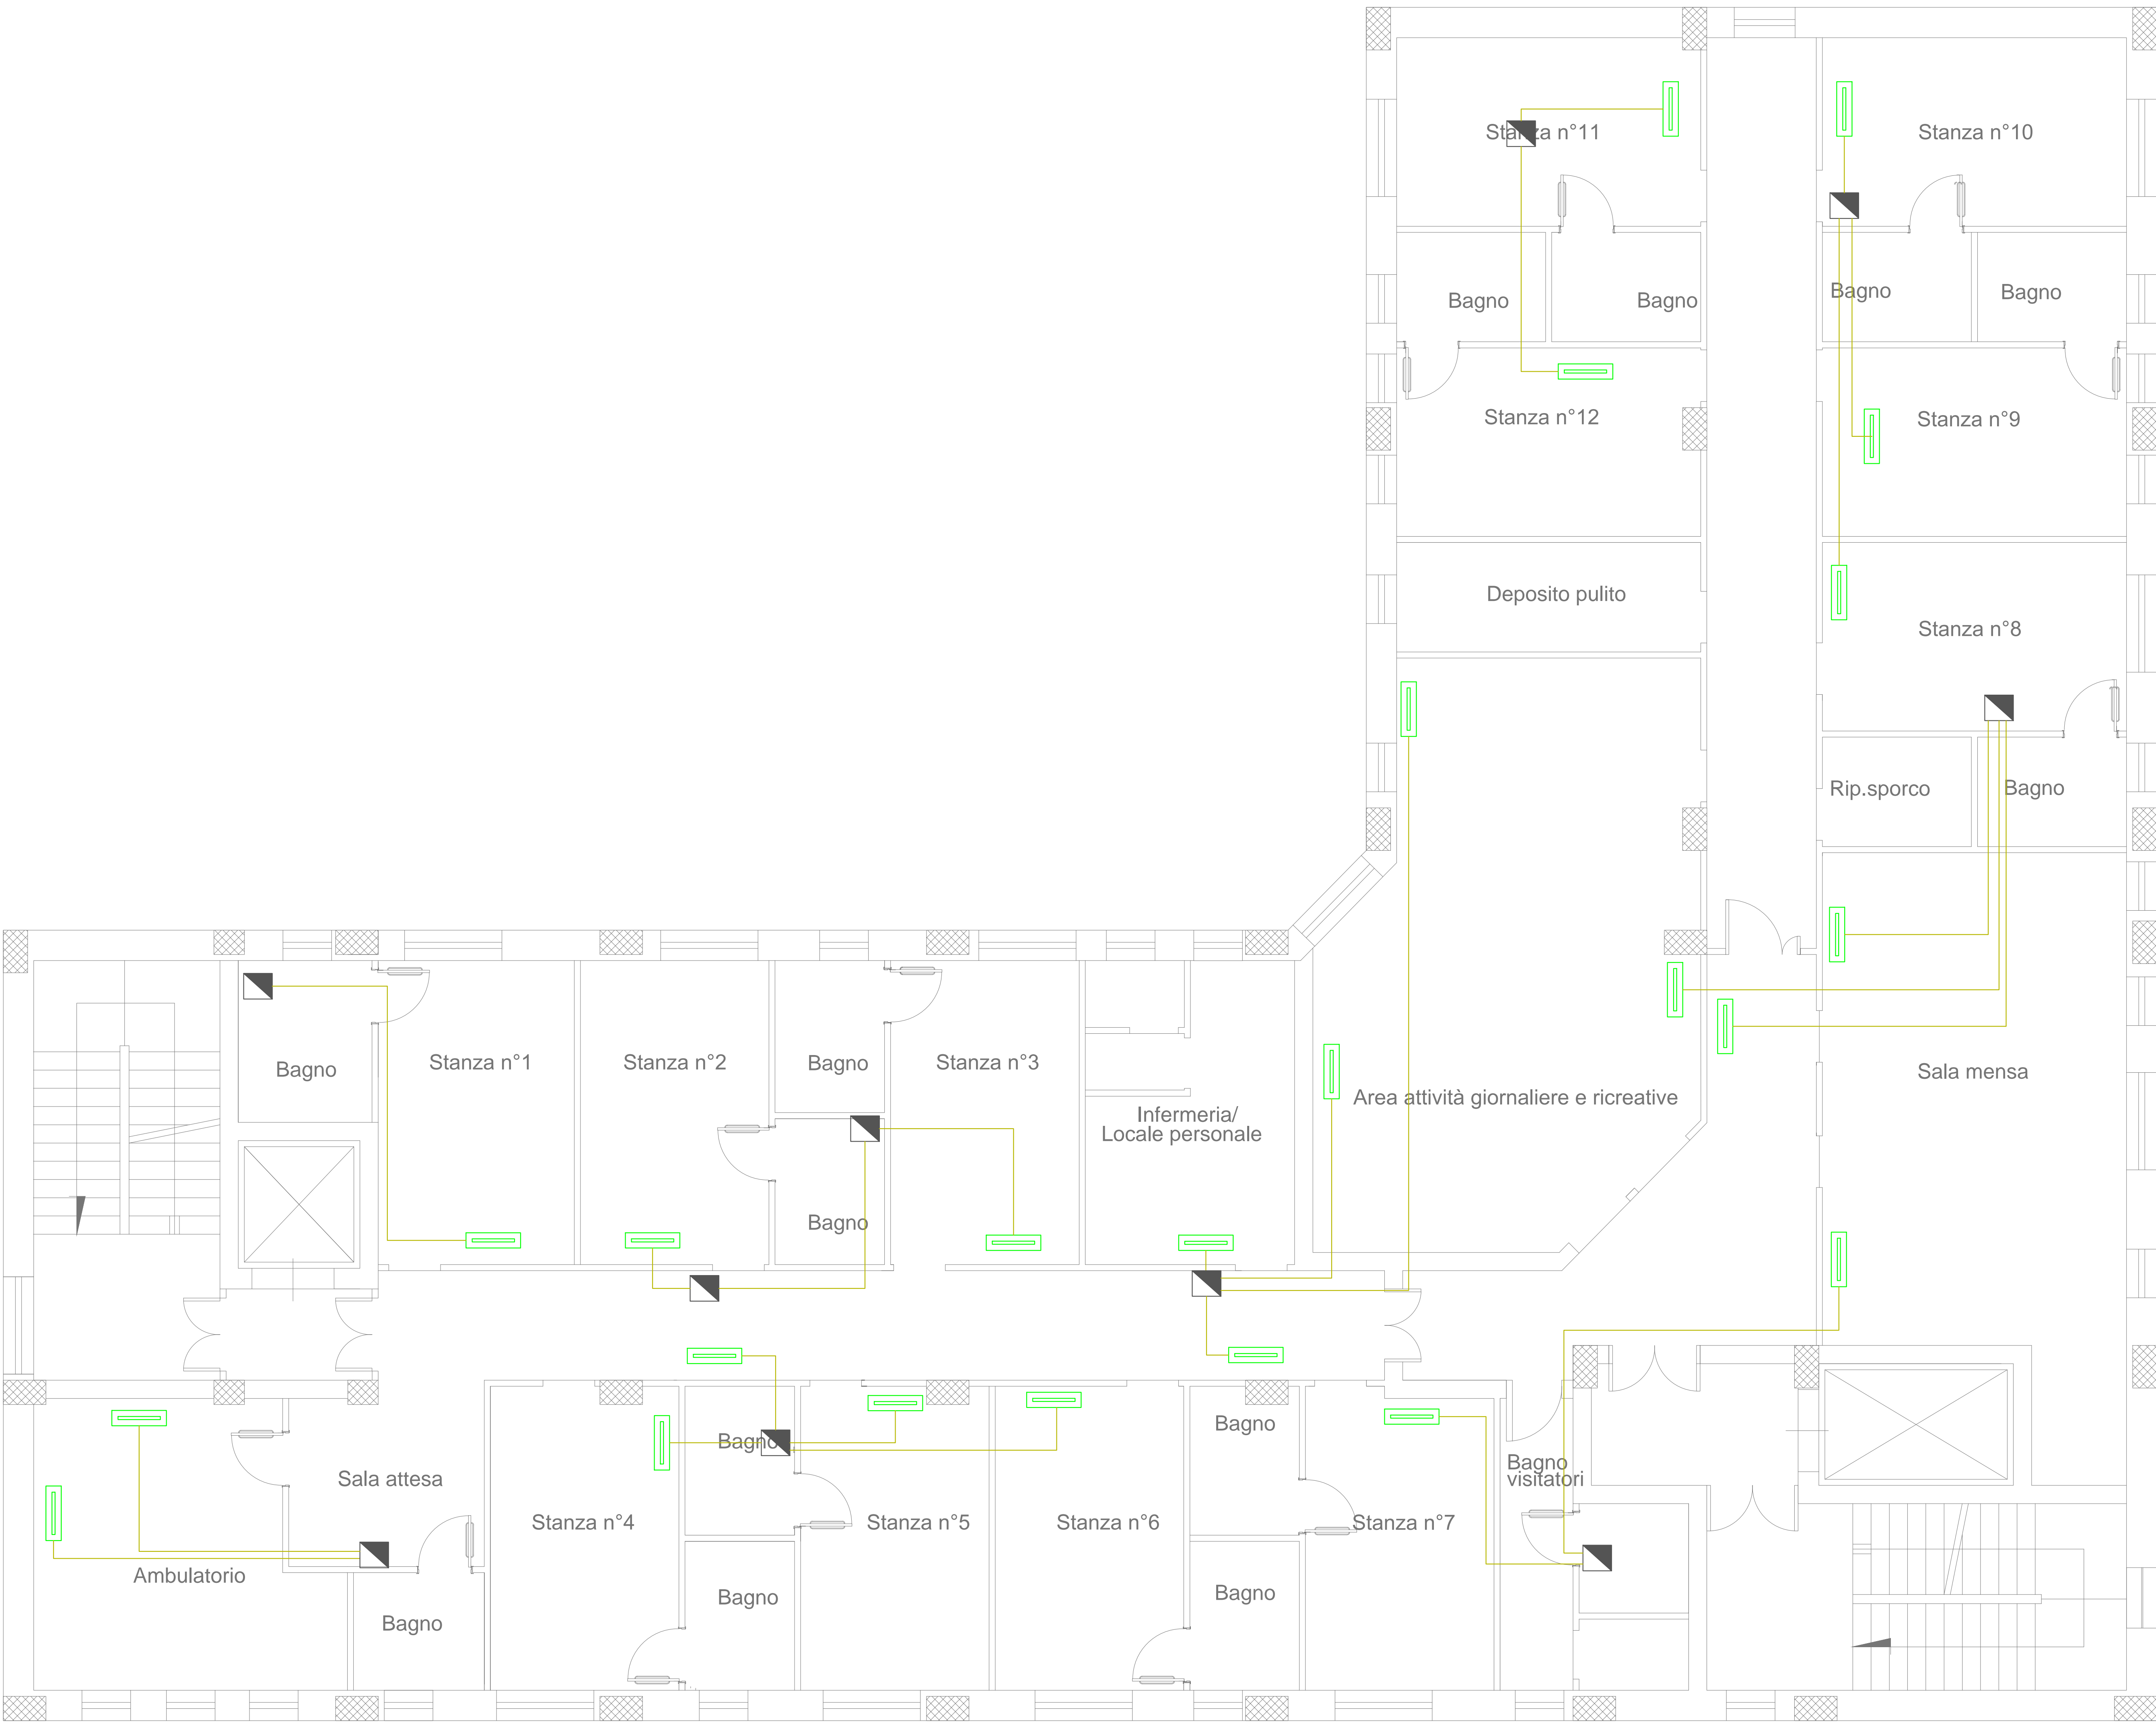 Stanza n°11
Stanza n°10
Bagno
Bagno
Bagno
Bagno
Stanza n°12
Stanza n°9
Deposito pulito
Stanza n°8
Rip.sporco
Bagno
Bagno
Stanza n°1
Stanza n°2
Bagno
Stanza n°3
Infermeria/
Locale personale
Area attività giornaliere e ricreative
Sala mensa
Bagno
Bagno
Bagno
Bagno
visitatori
Sala attesa
Stanza n°4
Stanza n°5
Stanza n°6
Stanza n°7
Ambulatorio
Bagno
Bagno
Bagno